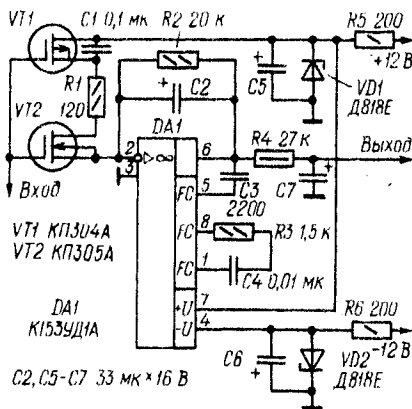 VT1
C1 0,1 мк
R2 20 к
R5 200
+12 В
R1
120
VT2
+
C2
+
C5
VD1
Д818Е
DA1
2
3
▷ ∞
6
R4 27 к
Выход
Вход
FC
5
C3
2200
C7
+
FC
8
R3 1,5 к
FC
1
C4 0,01 мк
+U
7
-U
4
R6 200
-12 В
C6
+
VD2
Д818Е
VT1 КП304А
VT2 КП305А
DA1
К153УД1А
C2, C5-C7 33 мк × 16 В